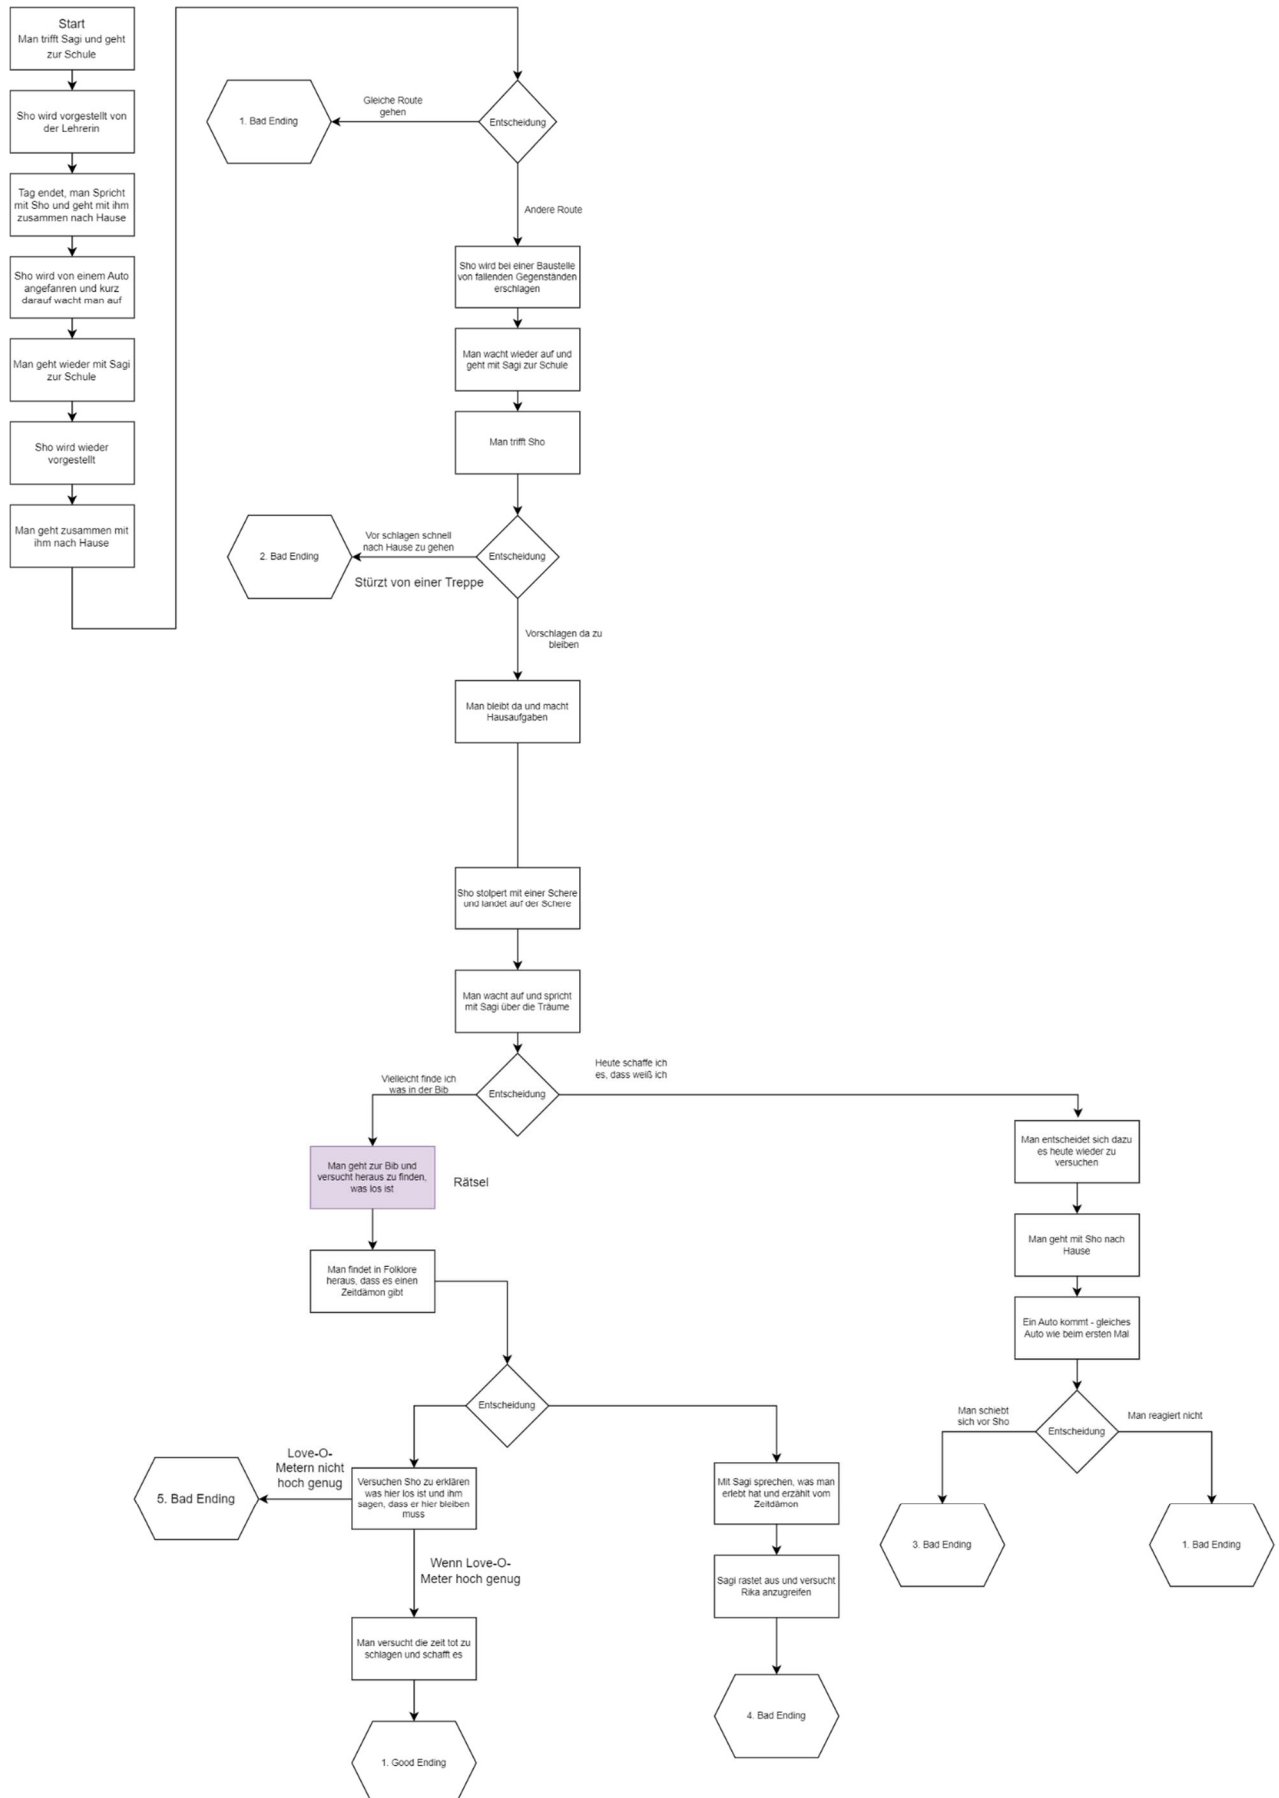 Start
Man trifft Sagi und geht
zur Schule
Sho wird vorgestellt von
der Lehrerin
Tag endet, man Spricht
mit Sho und geht mit ihm
zusammen nach Hause
Sho wird von einem Auto
angefanren und kurz
darauf wacht man auf
Man geht wieder mit Sagi
zur Schule
Sho wird wieder
vorgestellt
Man geht zusammen mit
ihm nach Hause
Entscheidung
Gleiche Route
gehen
1. Bad Ending
Andere Route
Sho wird bei einer Baustelle
von fallenden Gegenständen
erschlagen
Man wacht wieder auf und
geht mit Sagi zur Schule
Man trifft Sho
Entscheidung
Vor schlagen schnell
nach Hause zu gehen
2. Bad Ending
Stürzt von einer Treppe
Vorschlagen da zu
bleiben
Man bleibt da und macht
Hausaufgaben
Sho stolpert mit einer Schere
und landet auf der Schere
Man wacht auf und spricht
mit Sagi über die Träume
Entscheidung
Vielleicht finde ich
was in der Bib
Heute schaffe ich
es, dass weiß ich
Man geht zur Bib und
versucht heraus zu finden,
was los ist
Rätsel
Man findet in Folklore
heraus, dass es einen
Zeitdämon gibt
Entscheidung
Versuchen Sho zu erklären
was hier los ist und ihm
sagen, dass er hier bleiben
muss
Love-O-
Metern nicht
hoch genug
5. Bad Ending
Wenn Love-O-
Meter hoch genug
Man versucht die zeit tot zu
schlagen und schafft es
1. Good Ending
Mit Sagi sprechen, was man
erlebt hat und erzählt vom
Zeitdämon
Sagi rastet aus und versucht
Rika anzugreifen
4. Bad Ending
Man entscheidet sich dazu
es heute wieder zu
versuchen
Man geht mit Sho nach
Hause
Ein Auto kommt - gleiches
Auto wie beim ersten Mal
Entscheidung
Man schiebt
sich vor Sho
Man reagiert nicht
3. Bad Ending
1. Bad Ending